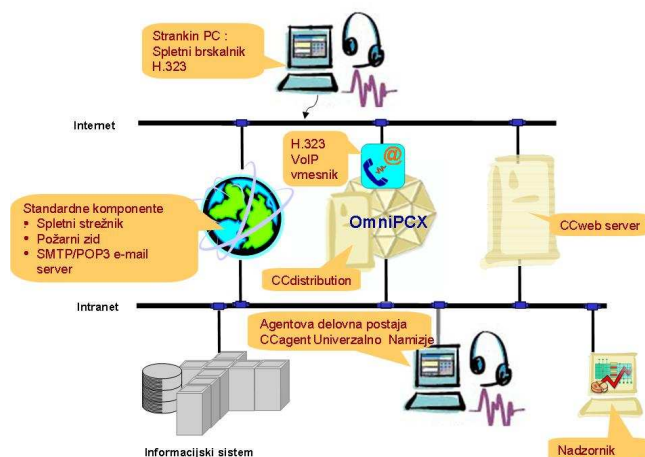 Strankin PC :
Spletni brskalnik
H.323
Internet
H.323
VoIP
vmesnik
@
Standardne komponente
• Spletni strežnik
• Požarni zid
• SMTP/POP3 e-mail
server
OmniPCX
CCweb server
CCdistribution
Intranet
Agentova delovna postaja
CCagent Univerzalno Namizje
Informacijski sistem
Nadzornik